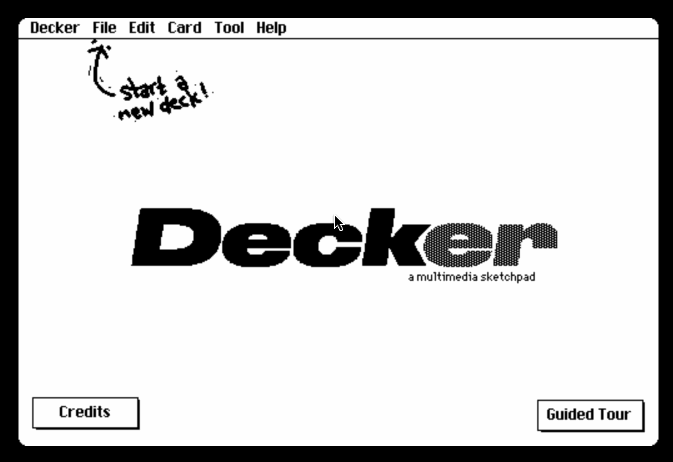 Decker File Edit Card Tool Help
start a
new deck!
Decker
a multimedia sketchpad
Credits
Guided Tour